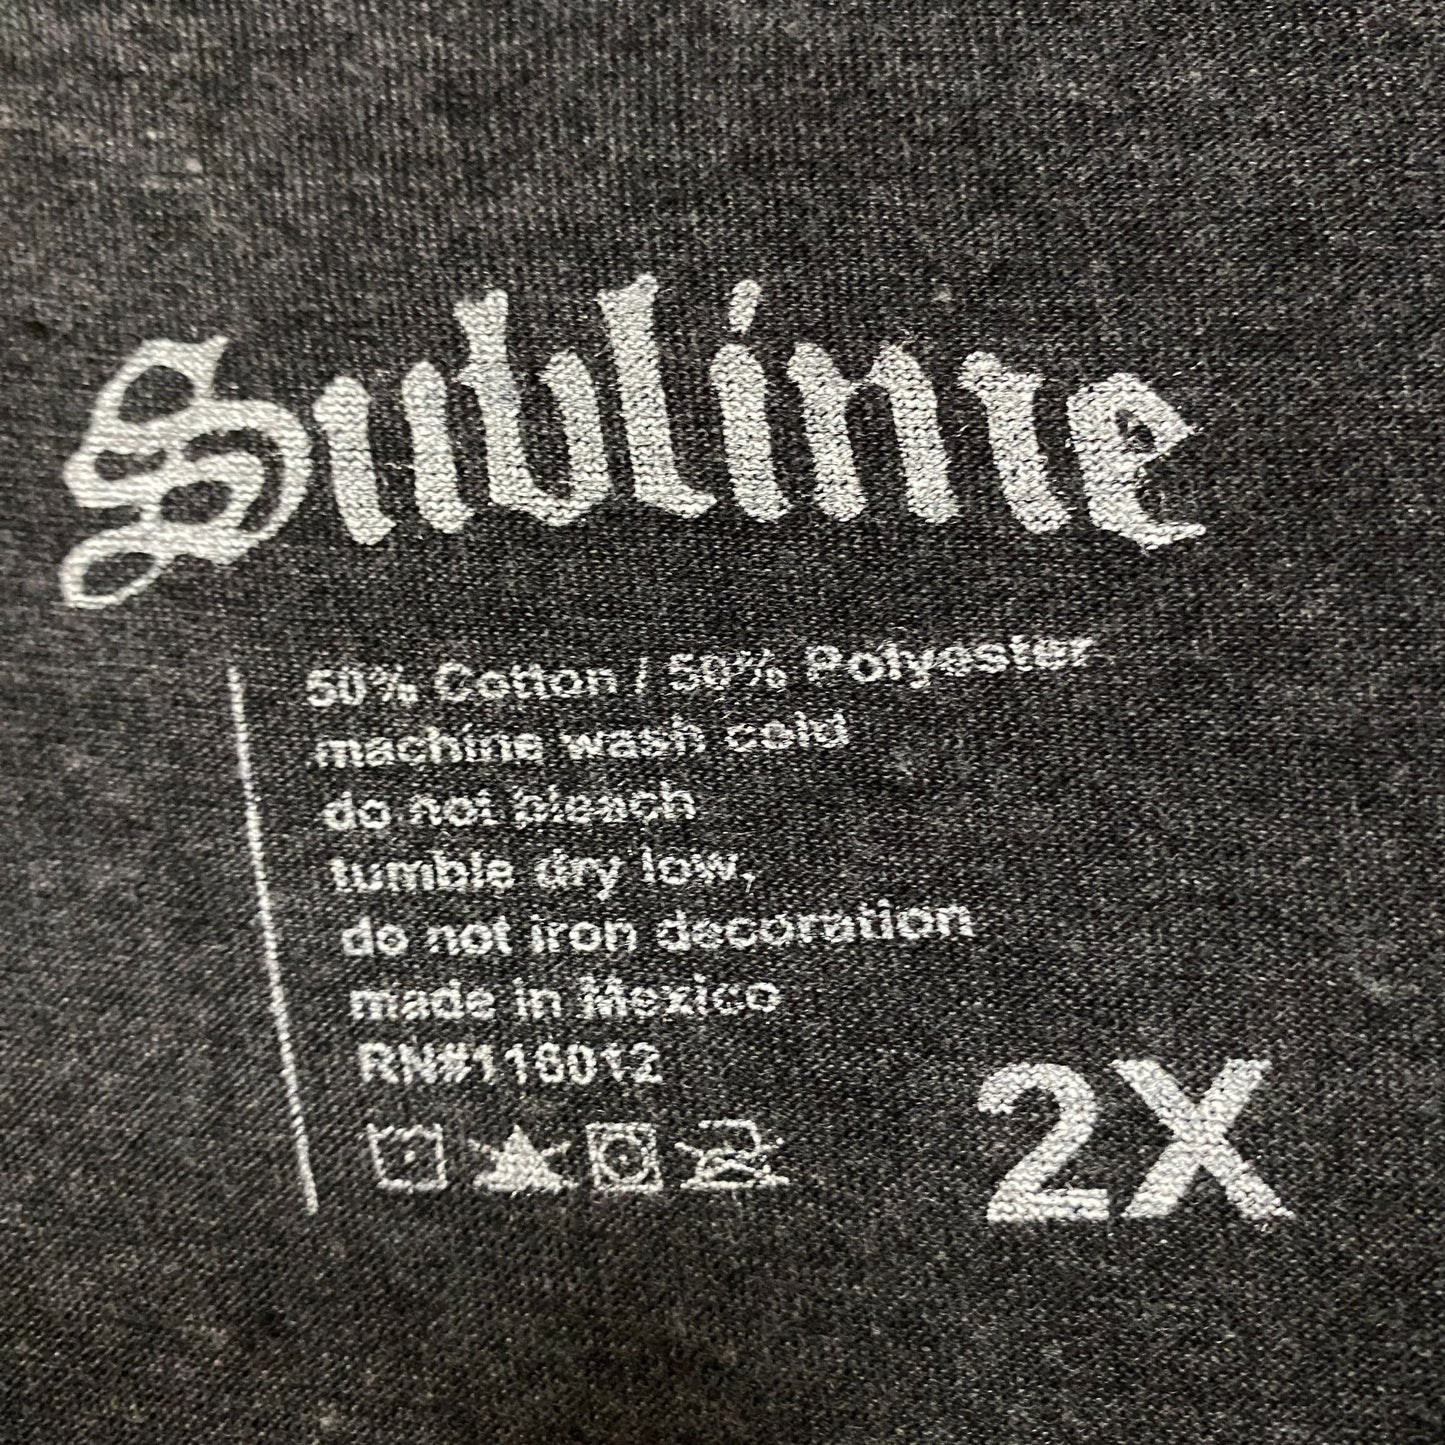 Sublime
50% Cotton / 50% Polyester
machine wash cold
do not bleach
tumble dry low,
do not iron decoration
made in Mexico
RN#116012
2X